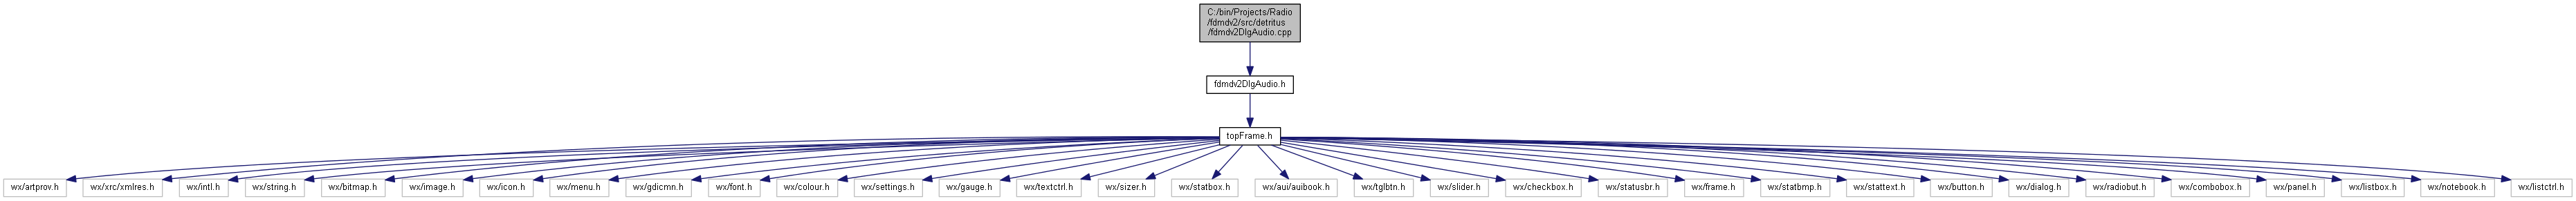 C:/bin/Projects/Radio
/fdmdv2/src/detritus
/fdmdv2DlgAudio.cpp
fdmdv2DlgAudio.h
topFrame.h
wx/artprov.h
wx/xrc/xmlres.h
wx/intl.h
wx/string.h
wx/bitmap.h
wx/image.h
wx/icon.h
wx/menu.h
wx/gdicmn.h
wx/font.h
wx/colour.h
wx/settings.h
wx/gauge.h
wx/textctrl.h
wx/sizer.h
wx/statbox.h
wx/aui/auibook.h
wx/tglbtn.h
wx/slider.h
wx/checkbox.h
wx/statusbr.h
wx/frame.h
wx/statbmp.h
wx/stattext.h
wx/button.h
wx/dialog.h
wx/radiobut.h
wx/combobox.h
wx/panel.h
wx/listbox.h
wx/notebook.h
wx/listctrl.h